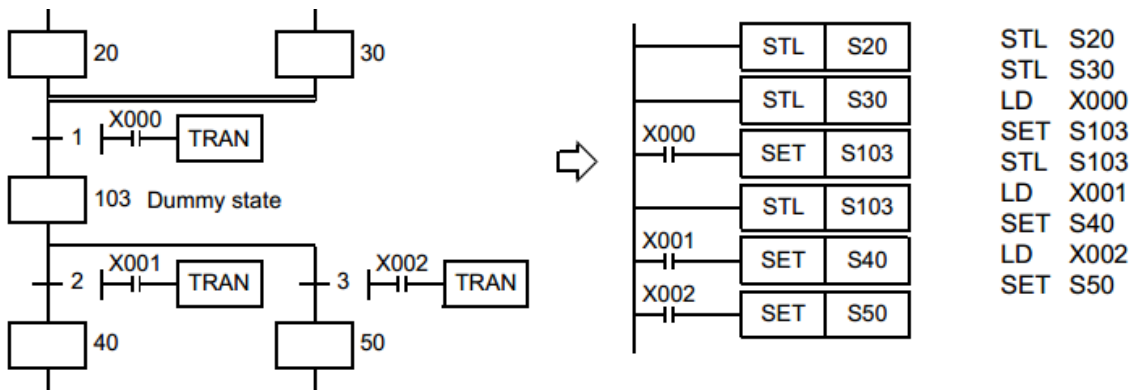 20
30
1 X000 TRAN
103 Dummy state
2 X001 TRAN
3 X002 TRAN
40
50
STL S20
STL S30
X000 SET S103
STL S103
X001 SET S40
X002 SET S50
STL S20
STL S30
LD X000
SET S103
STL S103
LD X001
SET S40
LD X002
SET S50